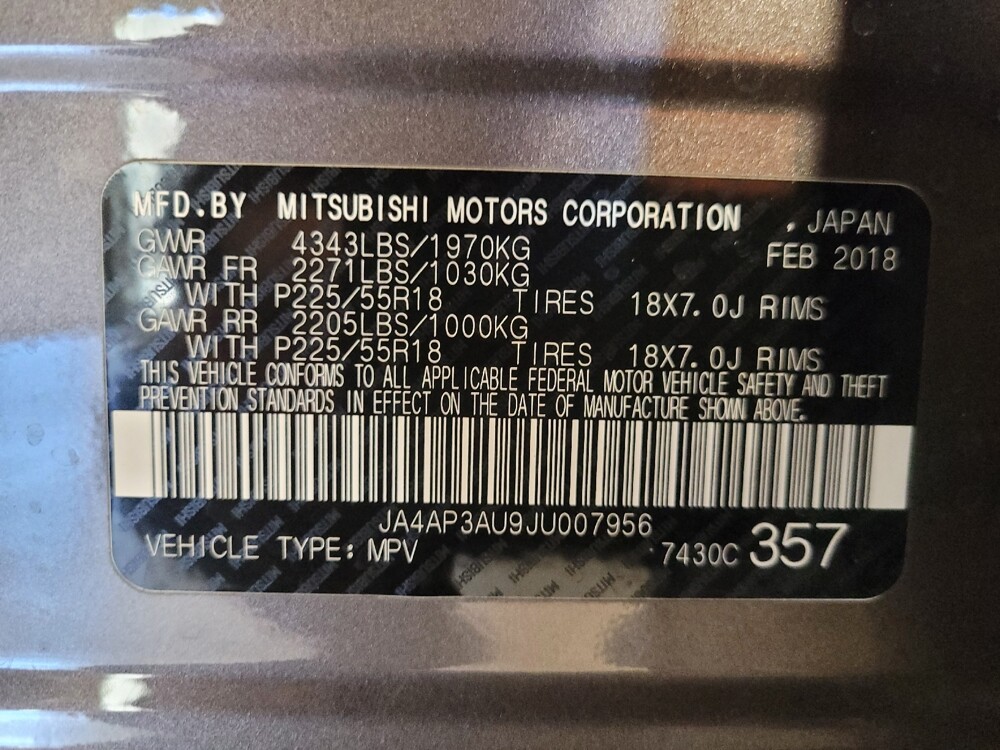 MFD.BY MITSUBISHI MOTORS CORPORATION , JAPAN
GVWR 4343LBS/1970KG FEB 2018
GAWR FR 2271LBS/1030KG
WITH P225/55R18 TIRES 18X7.0J RIMS
GAWR RR 2205LBS/1000KG
WITH P225/55R18 TIRES 18X7.0J RIMS
THIS VEHICLE CONFORMS TO ALL APPLICABLE FEDERAL MOTOR VEHICLE SAFETY AND THEFT
PREVENTION STANDARDS IN EFFECT ON THE DATE OF MANUFACTURE SHOWN ABOVE.
JA4AP3AU9JU007956
VEHICLE TYPE: MPV 7430C 357